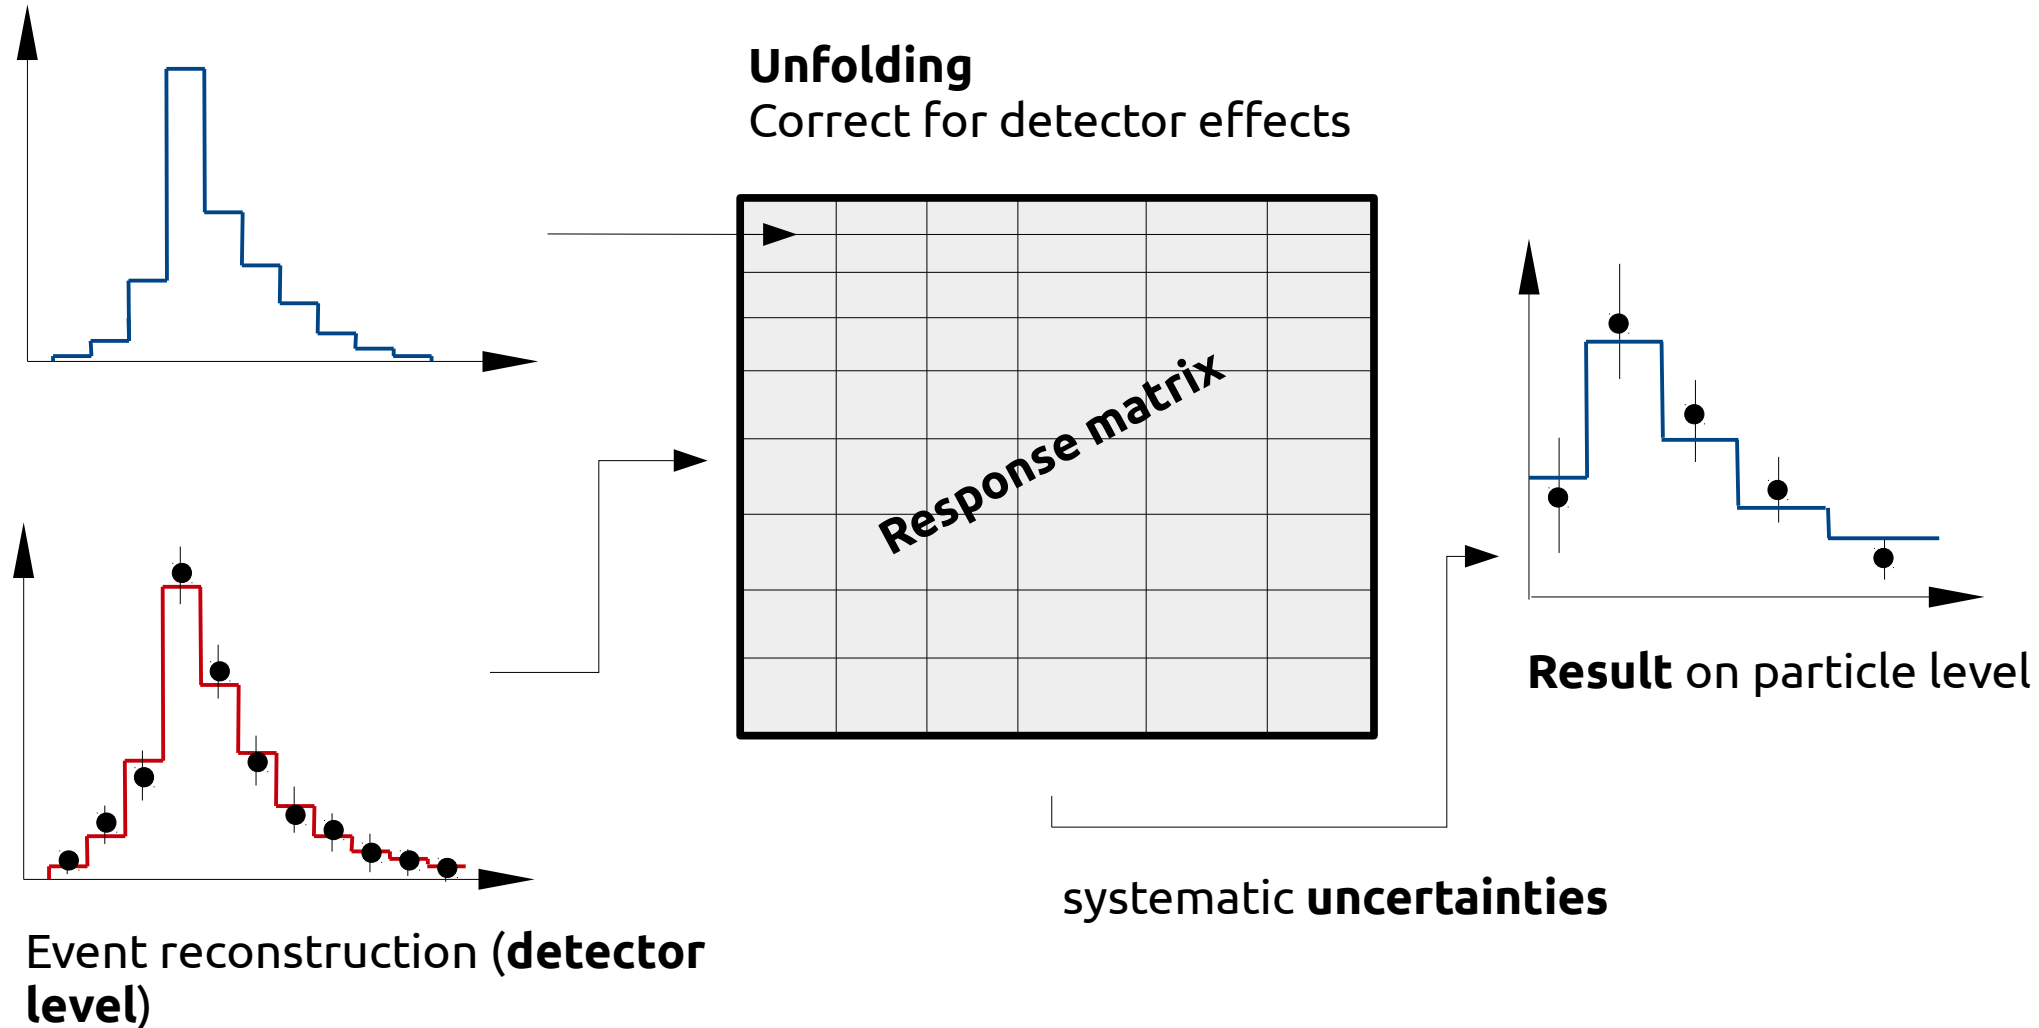 Unfolding
Correct for detector effects
Response matrix
Result on particle level
systematic uncertainties
Event reconstruction (detector
level)